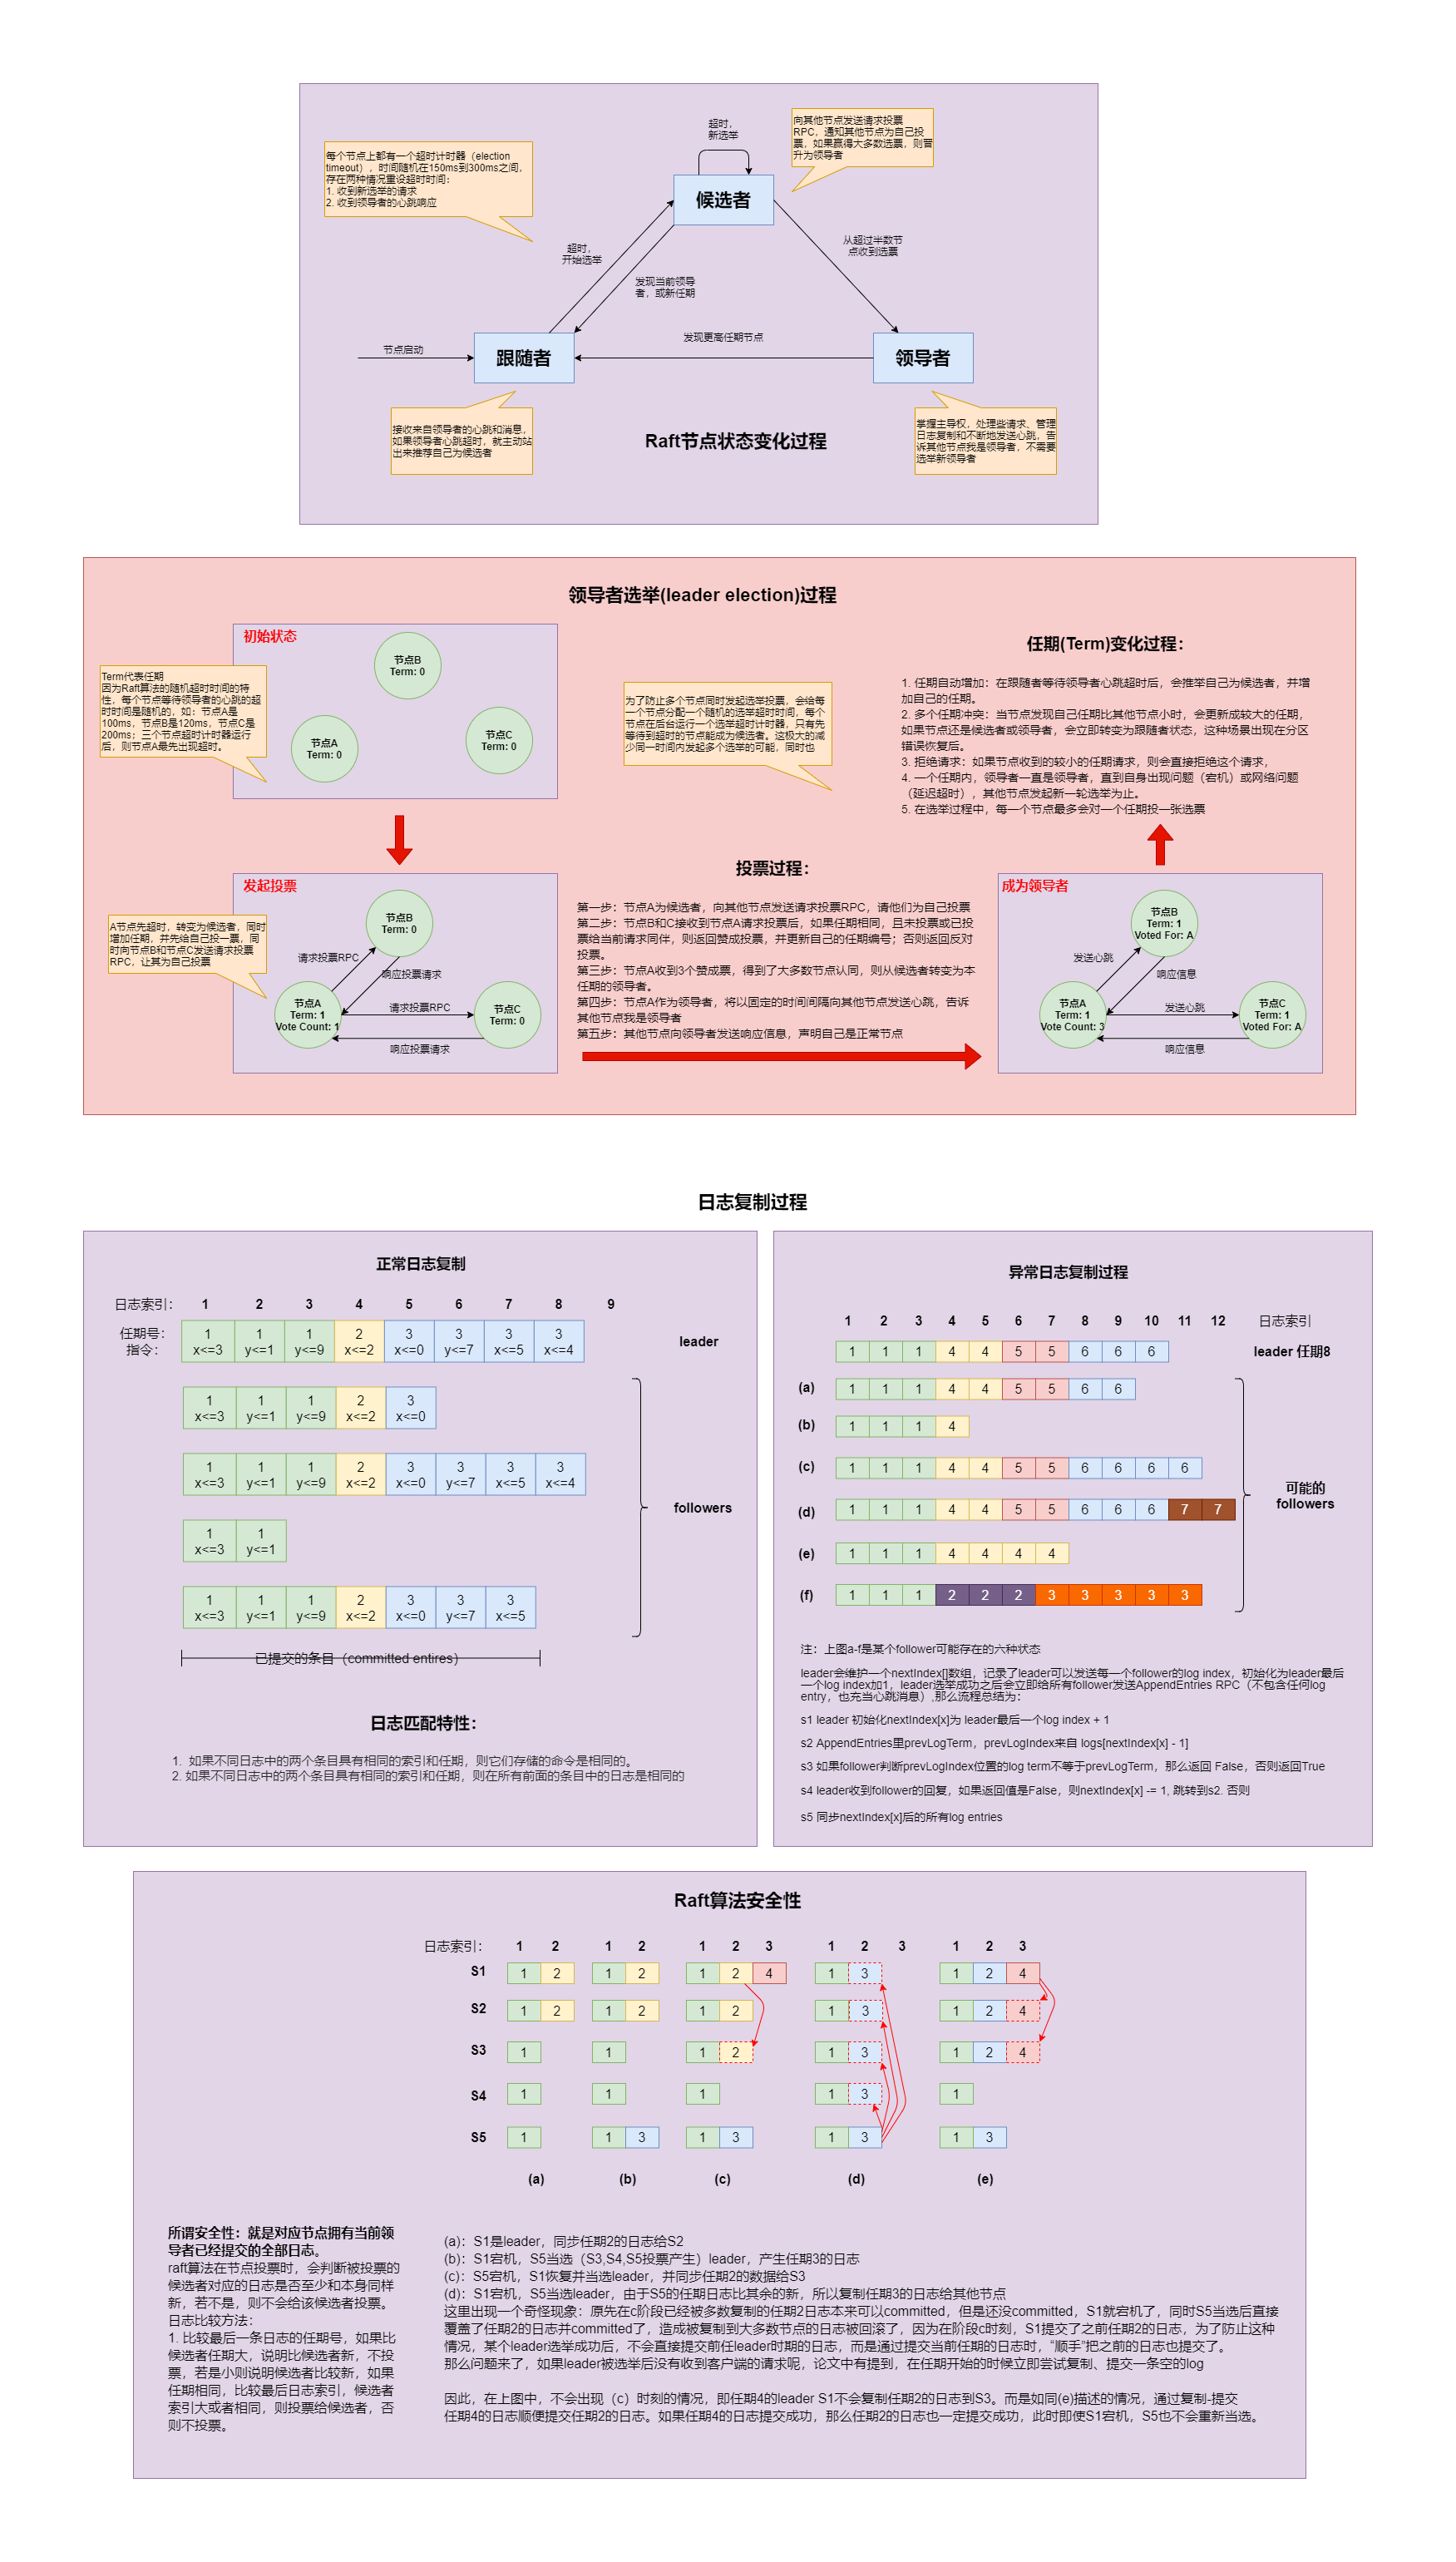 超时，
新选举
向其他节点发送请求投票
RPC，通知其他节点为自己投
票，如果赢得大多数选票，则晋
升为领导者
每个节点上都有一个超时计时器（election
timeout），时间随机在150ms到300ms之间，
存在两种情况重设超时时间：
1. 收到新选举的请求
2. 收到领导者的心跳响应
候选者
超时，
开始选举
从超过半数节
点收到选票
发现当前领导
者，或新任期
节点启动
跟随者
发现更高任期节点
领导者
接收来自领导者的心跳和消息，
如果领导者心跳超时，就主动站
出来推荐自己为候选者
Raft节点状态变化过程
掌握主导权，处理些请求、管理
日志复制和不断地发送心跳，告
诉其他节点我是领导者，不需要
选举新领导者
领导者选举(leader election)过程
初始状态
节点B
Term: 0
节点A
Term: 0
节点C
Term: 0
Term代表任期
因为Raft算法的随机超时时间的特
性，每个节点等待领导者的心跳的超
时时间是随机的，如：节点A是
100ms，节点B是120ms，节点C是
200ms；三个节点超时计时器运行
后，则节点A最先出现超时。
为了防止多个节点同时发起选举投票，会给每
一个节点分配一个随机的选举超时时间，每个
节点在后台运行一个选举超时计时器，只有先
等待到超时的节点能成为候选者。这极大的减
少同一时间内发起多个选举的可能，同时也
任期(Term)变化过程：
1. 任期自动增加：在跟随者等待领导者心跳超时后，会推举自己为候选者，并增
加自己的任期。
2. 多个任期冲突：当节点发现自己任期比其他节点小时，会更新成较大的任期，
如果节点还是候选者或领导者，会立即转变为跟随者状态，这种场景出现在分区
错误恢复后。
3. 拒绝请求：如果节点收到的较小的任期请求，则会直接拒绝这个请求，
4. 一个任期内，领导者一直是领导者，直到自身出现问题（宕机）或网络问题
（延迟超时），其他节点发起新一轮选举为止。
5. 在选举过程中，每一个节点最多会对一个任期投一张选票
发起投票
A节点先超时，转变为候选者，同时
增加任期，并先给自己投一票，同
时向节点B和节点C发送请求投票
RPC，让其为自己投票
节点B
Term: 0
请求投票RPC
响应投票请求
节点A
Term: 1
Vote Count: 1
请求投票RPC
节点C
Term: 0
响应投票请求
投票过程：
第一步：节点A为候选者，向其他节点发送请求投票RPC，请他们为自己投票
第二步：节点B和C接收到节点A请求投票后，如果任期相同，且未投票或已投
票给当前请求同伴，则返回赞成投票，并更新自己的任期编号；否则返回反对
投票。
第三步：节点A收到3个赞成票，得到了大多数节点认同，则从候选者转变为本
任期的领导者。
第四步：节点A作为领导者，将以固定的时间间隔向其他节点发送心跳，告诉
其他节点我是领导者
第五步：其他节点向领导者发送响应信息，声明自己是正常节点
成为领导者
节点B
Term: 1
Voted For: A
发送心跳
响应信息
节点A
Term: 1
Vote Count: 3
发送心跳
节点C
Term: 1
Voted For: A
响应信息
日志复制过程
正常日志复制
日志索引： 1 2 3 4 5 6 7 8 9
任期号： 1 1 1 2 3 3 3 3
指令： x<=3 y<=1 y<=9 x<=2 x<=0 y<=7 x<=5 x<=4
leader
1 1 1 2 3
x<=3 y<=1 y<=9 x<=2 x<=0
1 1 1 2 3 3 3 3
x<=3 y<=1 y<=9 x<=2 x<=0 y<=7 x<=5 x<=4
followers
1 1
x<=3 y<=1
1 1 1 2 3 3 3
x<=3 y<=1 y<=9 x<=2 x<=0 y<=7 x<=5
已提交的条目（committed entires）
日志匹配特性：
1. 如果不同日志中的两个条目具有相同的索引和任期，则它们存储的命令是相同的。
2. 如果不同日志中的两个条目具有相同的索引和任期，则在所有前面的条目中的日志是相同的
异常日志复制过程
1 2 3 4 5 6 7 8 9 10 11 12 日志索引
1 1 1 4 4 5 5 6 6 6 leader 任期8
(a) 1 1 1 4 4 5 5 6 6
(b) 1 1 1 4
(c) 1 1 1 4 4 5 5 6 6 6 6
(d) 1 1 1 4 4 5 5 6 6 6 7 7
可能的
followers
(e) 1 1 1 4 4 4 4
(f) 1 1 1 2 2 2 3 3 3 3 3
注：上图a-f是某个follower可能存在的六种状态
leader会维护一个nextIndex[]数组，记录了leader可以发送每一个follower的log index，初始化为leader最后
一个log index加1，leader选举成功之后会立即给所有follower发送AppendEntries RPC（不包含任何log
entry，也充当心跳消息）,那么流程总结为：
s1 leader 初始化nextIndex[x]为 leader最后一个log index + 1
s2 AppendEntries里prevLogTerm，prevLogIndex来自 logs[nextIndex[x] - 1]
s3 如果follower判断prevLogIndex位置的log term不等于prevLogTerm，那么返回 False，否则返回True
s4 leader收到follower的回复，如果返回值是False，则nextIndex[x] -= 1, 跳转到s2. 否则
s5 同步nextIndex[x]后的所有log entries
Raft算法安全性
日志索引： 1 2 1 2 1 2 3 1 2 3 1 2 3
S1 1 2 1 2 1 2 4 1 3 1 2 4
S2 1 2 1 2 1 2 1 3 1 2 4
S3 1 1 1 2 1 3 1 2 4
S4 1 1 1 1 3 1
S5 1 1 3 1 3 1 3 1 3
(a) (b) (c) (d) (e)
所谓安全性：就是对应节点拥有当前领
导者已经提交的全部日志。
raft算法在节点投票时，会判断被投票的
候选者对应的日志是否至少和本身同样
新，若不是，则不会给该候选者投票。
日志比较方法：
1. 比较最后一条日志的任期号，如果比
候选者任期大，说明比候选者新，不投
票，若是小则说明候选者比较新，如果
任期相同，比较最后日志索引，候选者
索引大或者相同，则投票给候选者，否
则不投票。
(a)：S1是leader，同步任期2的日志给S2
(b)：S1宕机，S5当选（S3,S4,S5投票产生）leader，产生任期3的日志
(c)：S5宕机，S1恢复并当选leader，并同步任期2的数据给S3
(d)：S1宕机，S5当选leader，由于S5的任期日志比其余的新，所以复制任期3的日志给其他节点
这里出现一个奇怪现象：原先在c阶段已经被多数复制的任期2日志本来可以committed，但是还没committed，S1就宕机了，同时S5当选后直接
覆盖了任期2的日志并committed了，造成被复制到大多数节点的日志被回滚了，因为在阶段c时刻，S1提交了之前任期2的日志，为了防止这种
情况，某个leader选举成功后，不会直接提交前任leader时期的日志，而是通过提交当前任期的日志时，“顺手”把之前的日志也提交了。
那么问题来了，如果leader被选举后没有收到客户端的请求呢，论文中有提到，在任期开始的时候立即尝试复制、提交一条空的log
因此，在上图中，不会出现（c）时刻的情况，即任期4的leader S1不会复制任期2的日志到S3。而是如同(e)描述的情况，通过复制-提交
任期4的日志顺便提交任期2的日志。如果任期4的日志提交成功，那么任期2的日志也一定提交成功，此时即使S1宕机，S5也不会重新当选。